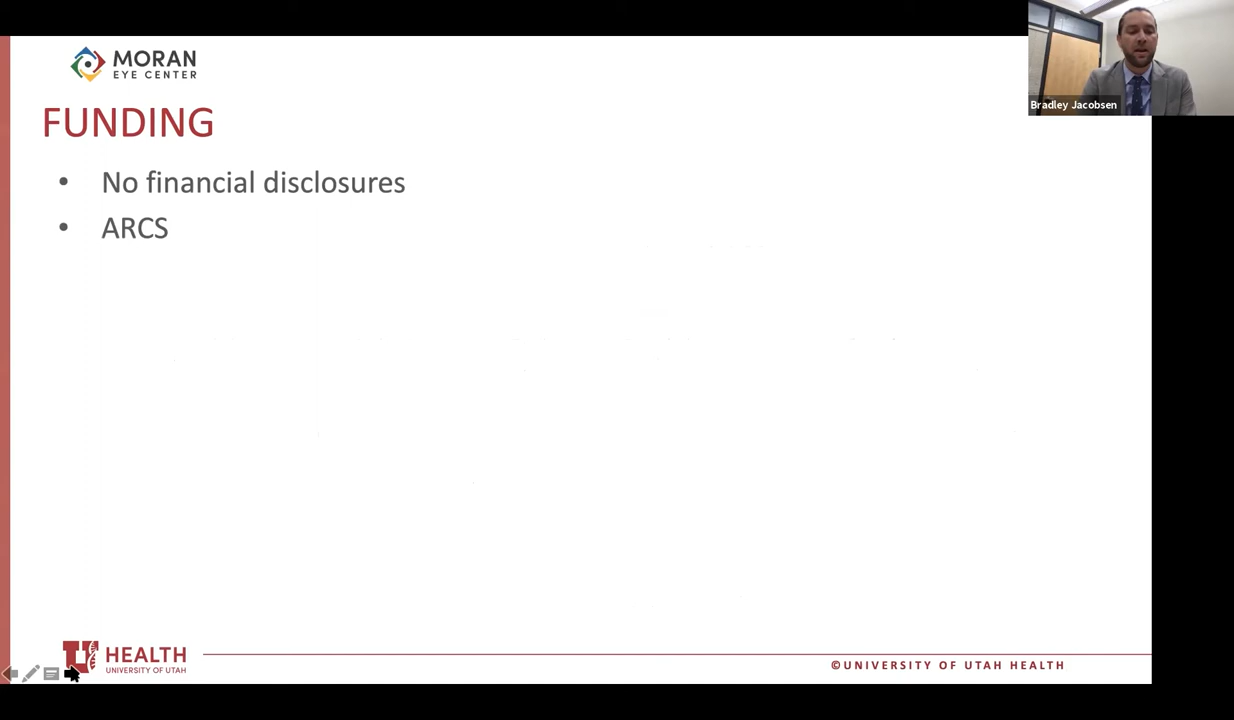 MORAN
EYE CENTER
Bradley Jacobsen
FUNDING
• No financial disclosures
• ARCS
U HEALTH
UNIVERSITY OF UTAH
©UNIVERSITY OF UTAH HEALTH